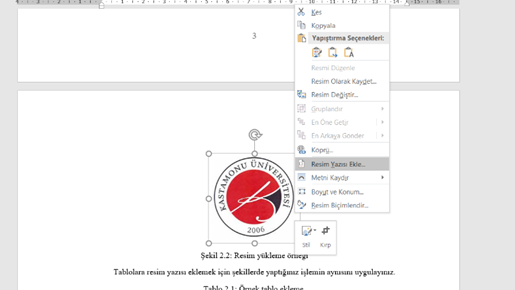 3
Kes
Kopyala
Yapıştırma Seçenekleri:
Resmi Düzenle
Resim Olarak Kaydet...
Resim Değiştir...
Gruplandır
En Öne Getir
En Arkaya Gönder
Köprü...
Resim Yazısı Ekle...
Metni Kaydır
Boyut ve Konum...
Resim Biçimlendir...
KASTAMONU ÜNİVERSİTESİ
2006
Stil
Kırp
Şekil 2.2: Resim yükleme örneği
Tablolara resim yazısı eklemek için şekillerde yaptığınız işlemin aynısını uygulayınız.
Tablo 2.1: Örnek tablo ekleme